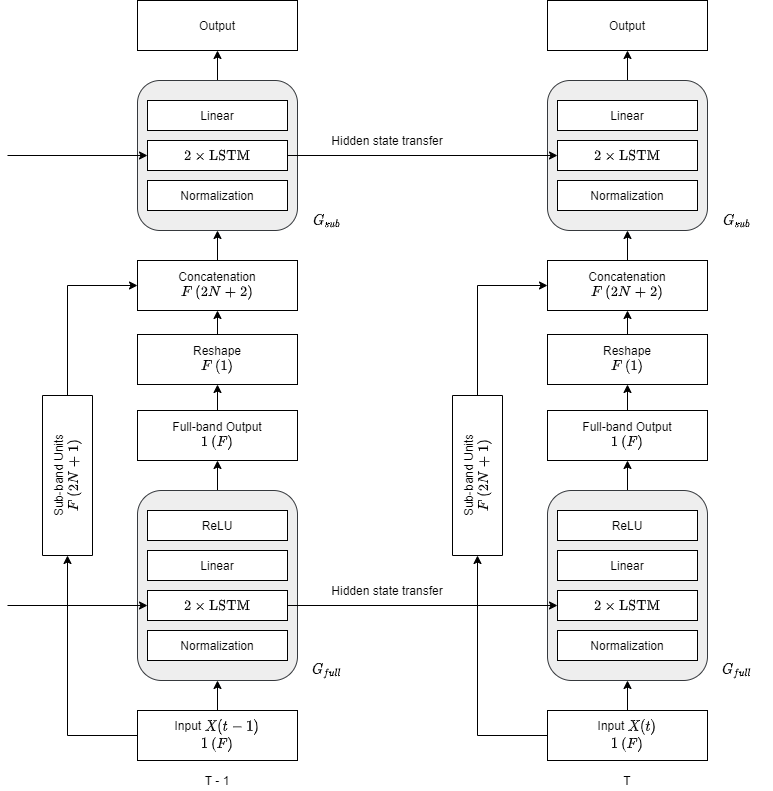 Output
Output
Linear
Linear
Hidden state transfer
2 × LSTM
2 × LSTM
Normalization
Normalization
G_sub
G_sub
Concatenation
F (2N + 2)
Concatenation
F (2N + 2)
Reshape
F (1)
Reshape
F (1)
Full-band Output
1 (F)
Full-band Output
1 (F)
Sub-band Units
F (2N + 1)
Sub-band Units
F (2N + 1)
ReLU
ReLU
Linear
Linear
Hidden state transfer
2 × LSTM
2 × LSTM
Normalization
Normalization
G_full
G_full
Input X(t − 1)
1 (F)
Input X(t)
1 (F)
T - 1
T